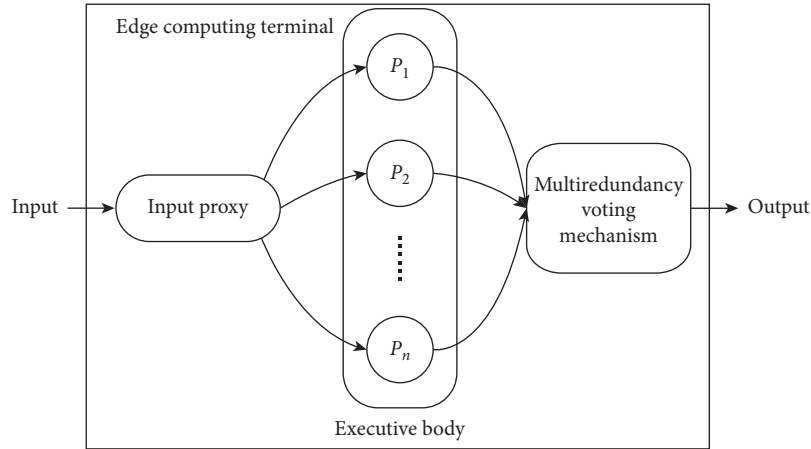 Edge computing terminal
P1
P2
Pn
Input
Input proxy
Multiredundancy
voting
mechanism
Output
Executive body